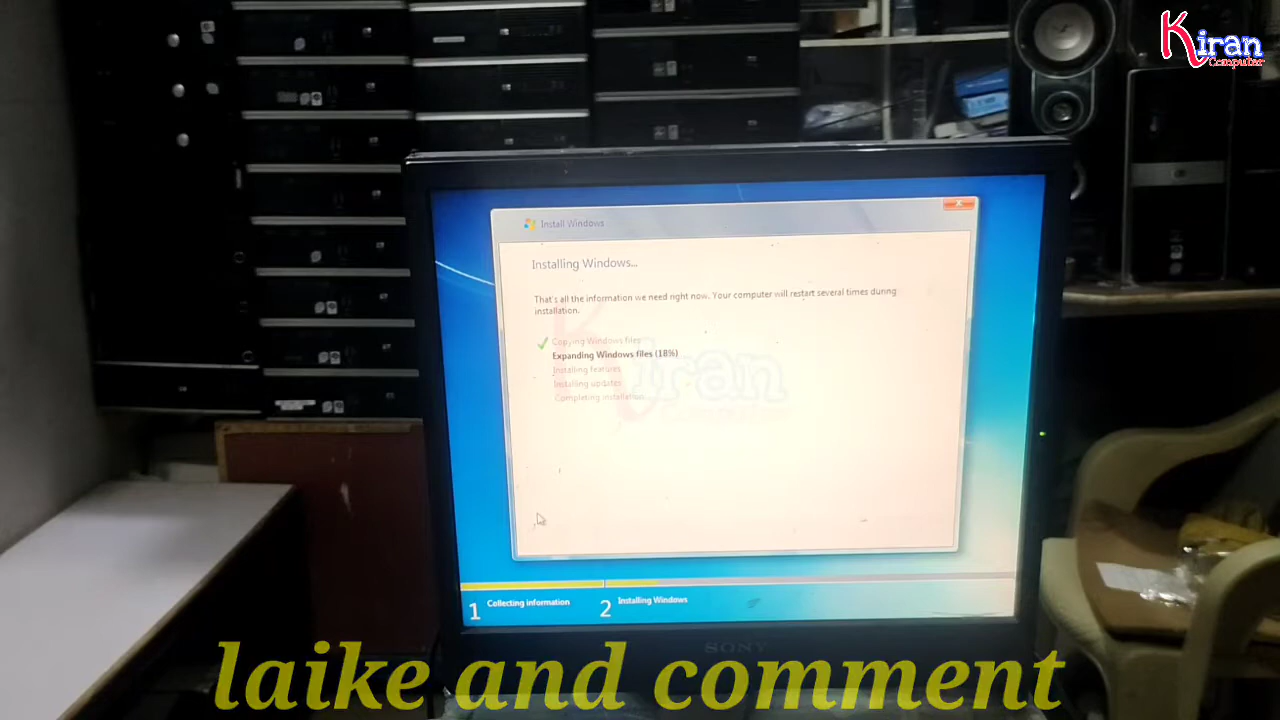 Kiran
Computer
Install Windows
Installing Windows...
That's all the information we need right now. Your computer will restart several times during
installation.
Copying Windows files
Expanding Windows files (18%)
Installing features
Installing updates
Completing installation
Kiran
Computer
1 Collecting information
2 Installing Windows
SONY
laike and comment